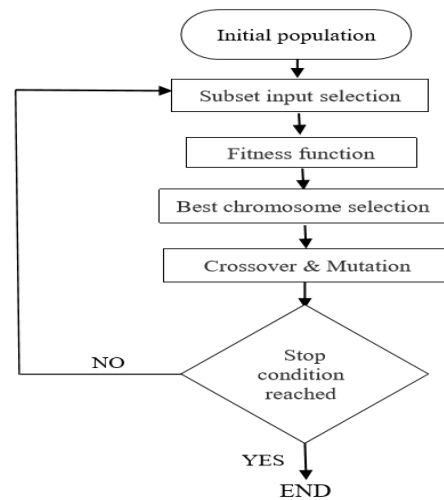 Initial population
Subset input selection
Fitness function
Best chromosome selection
Crossover & Mutation
Stop
condition
reached
NO
YES
END